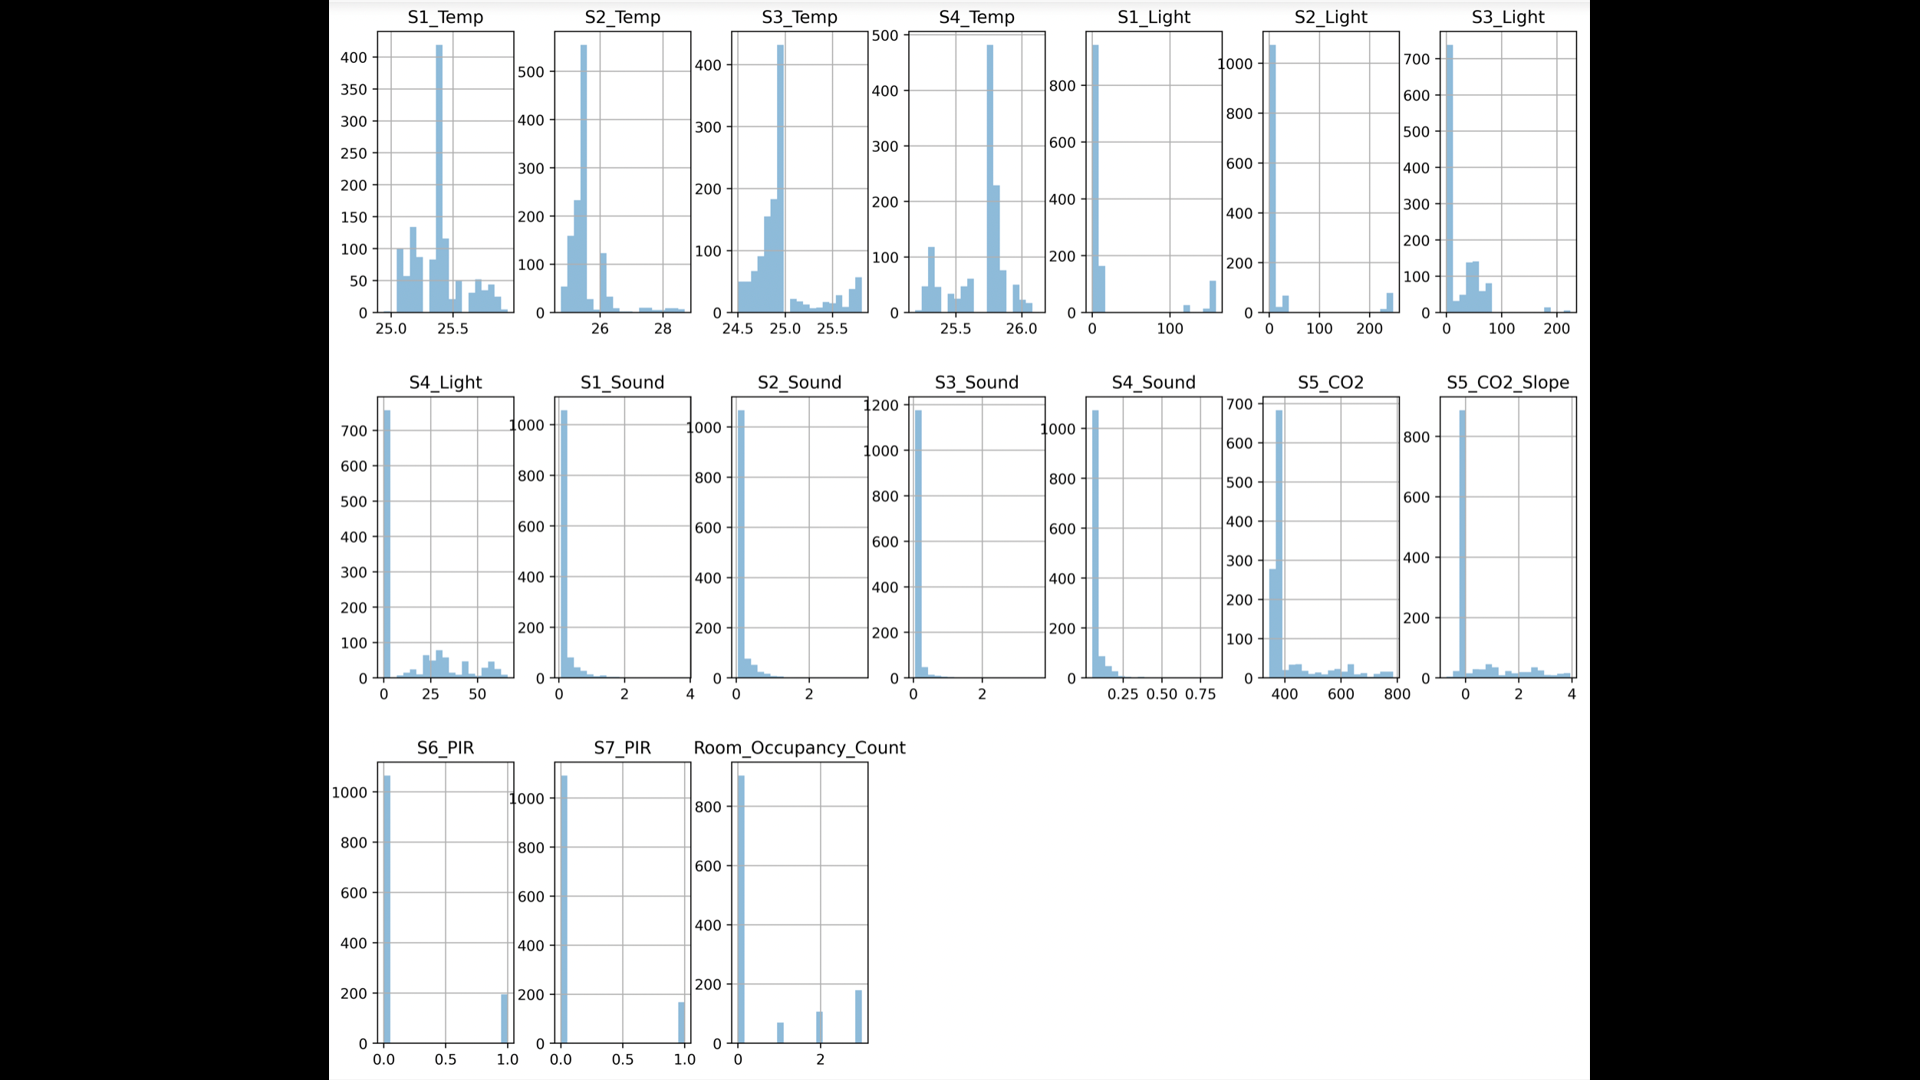 S1_Temp S2_Temp S3_Temp S4_Temp S1_Light S2_Light S3_Light
400 350 300 250 200 150 100 50 0
25.0 25.5
500 400 300 200 100 0
26 28
400 300 200 100 0
24.5 25.0 25.5
500 400 300 200 100 0
25.5 26.0
800 600 400 200 0
0 100
1000 800 600 400 200 0
0 100 200
700 600 500 400 300 200 100 0
0 100 200
S4_Light S1_Sound S2_Sound S3_Sound S4_Sound S5_CO2 S5_CO2_Slope
700 600 500 400 300 200 100 0
0 25 50
1000 800 600 400 200 0
0 2 4
1000 800 600 400 200 0
0 2
1200 1000 800 600 400 200 0
0 2
1000 800 600 400 200 0
0.25 0.50 0.75
700 600 500 400 300 200 100 0
400 600 800
800 600 400 200 0
0 2 4
S6_PIR S7_PIR Room_Occupancy_Count
1000 800 600 400 200 0
0.0 0.5 1.0
1000 800 600 400 200 0
0.0 0.5 1.0
800 600 400 200 0
0 2